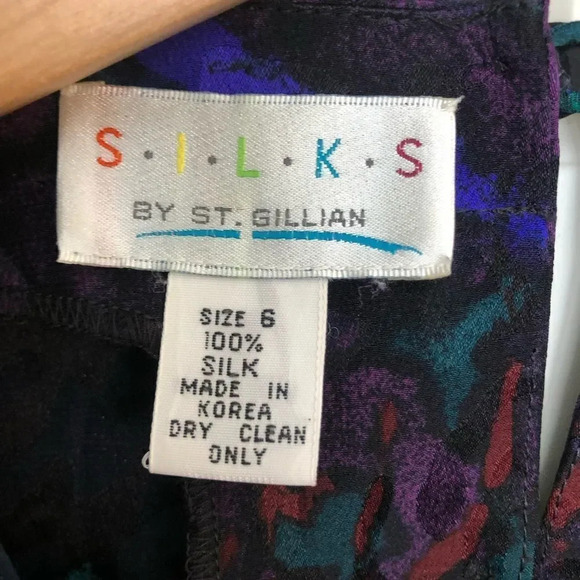 S·I·L·K·S
BY ST. GILLIAN
SIZE 6
100%
SILK
MADE IN
KOREA
DRY CLEAN
ONLY